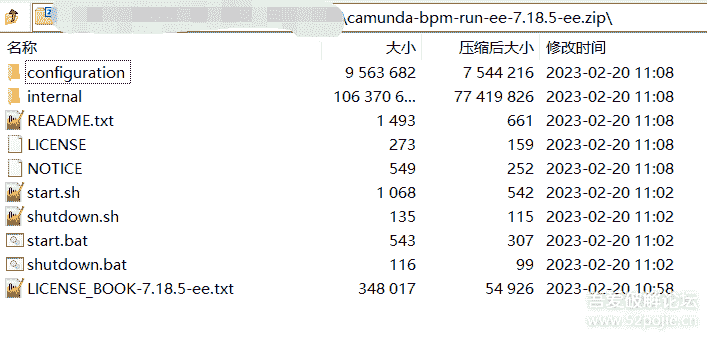 \camunda-bpm-run-ee-7.18.5-ee.zip\
名称 大小 压缩后大小 修改时间
configuration 9 563 682 7 544 216 2023-02-20 11:08
internal 106 370 6... 77 419 826 2023-02-20 11:08
README.txt 1 493 661 2023-02-20 11:08
LICENSE 273 159 2023-02-20 11:08
NOTICE 549 252 2023-02-20 11:08
start.sh 1 068 542 2023-02-20 11:02
shutdown.sh 135 115 2023-02-20 11:02
start.bat 543 307 2023-02-20 11:02
shutdown.bat 116 99 2023-02-20 11:02
LICENSE_BOOK-7.18.5-ee.txt 348 017 54 926 2023-02-20 10:58
吾爱破解论坛
www.52pojie.cn